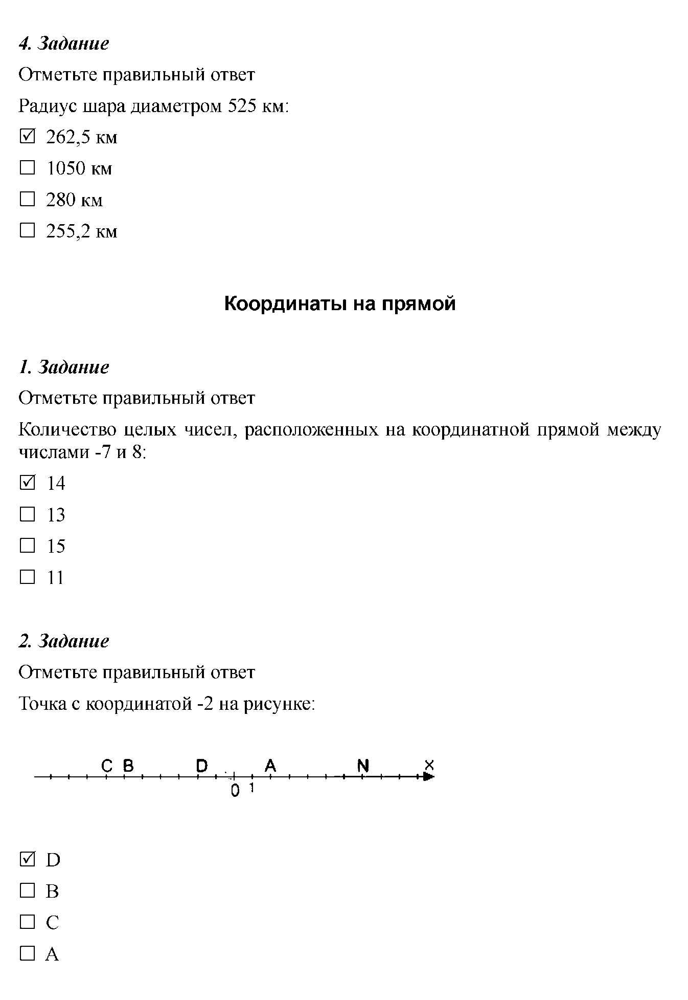 4. Задание
Отметьте правильный ответ
Радиус шара диаметром 525 км:
☑ 262,5 км
☐ 1050 км
☐ 280 км
☐ 255,2 км
Координаты на прямой
1. Задание
Отметьте правильный ответ
Количество целых чисел, расположенных на координатной прямой между
числами -7 и 8:
☑ 14
☐ 13
☐ 15
☐ 11
2. Задание
Отметьте правильный ответ
Точка с координатой -2 на рисунке:
C B D A N x
0 1
☑ D
☐ B
☐ C
☐ A